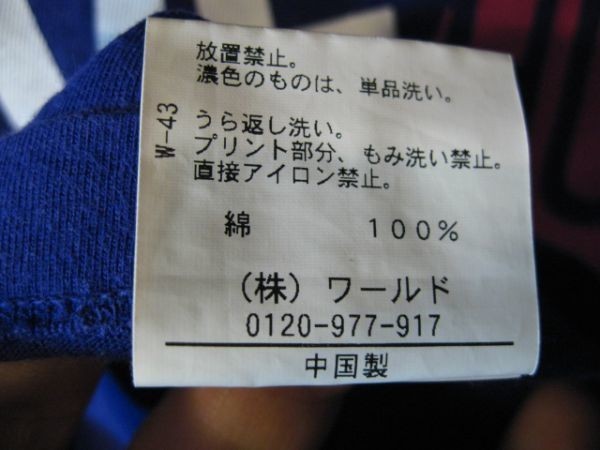 放置禁止。
濃色のものは、単品洗い。
うら返し洗い。
プリント部分、もみ洗い禁止。
直接アイロン禁止。
W-43
綿 100%
(株) ワールド
0120-977-917
中国製